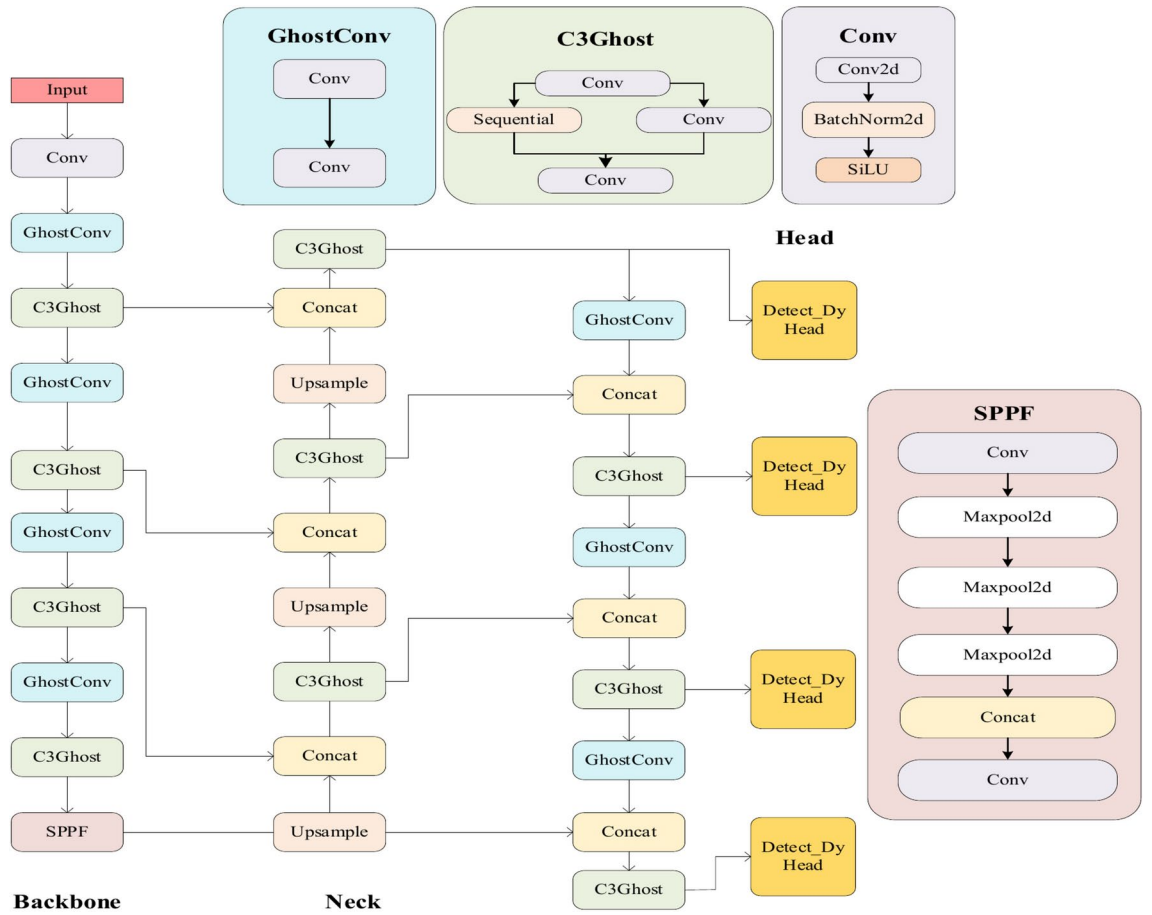 GhostConv
Conv
Conv
C3Ghost
Conv
Sequential
Conv
Conv
Conv
Conv2d
BatchNorm2d
SiLU
Input
Conv
GhostConv
C3Ghost
GhostConv
C3Ghost
GhostConv
C3Ghost
GhostConv
C3Ghost
SPPF
Backbone
C3Ghost
Concat
Upsample
C3Ghost
Concat
Upsample
C3Ghost
Concat
Upsample
Neck
GhostConv
Concat
C3Ghost
GhostConv
Concat
C3Ghost
GhostConv
Concat
C3Ghost
Head
Detect_Dy
Head
Detect_Dy
Head
Detect_Dy
Head
Detect_Dy
Head
SPPF
Conv
Maxpool2d
Maxpool2d
Maxpool2d
Concat
Conv